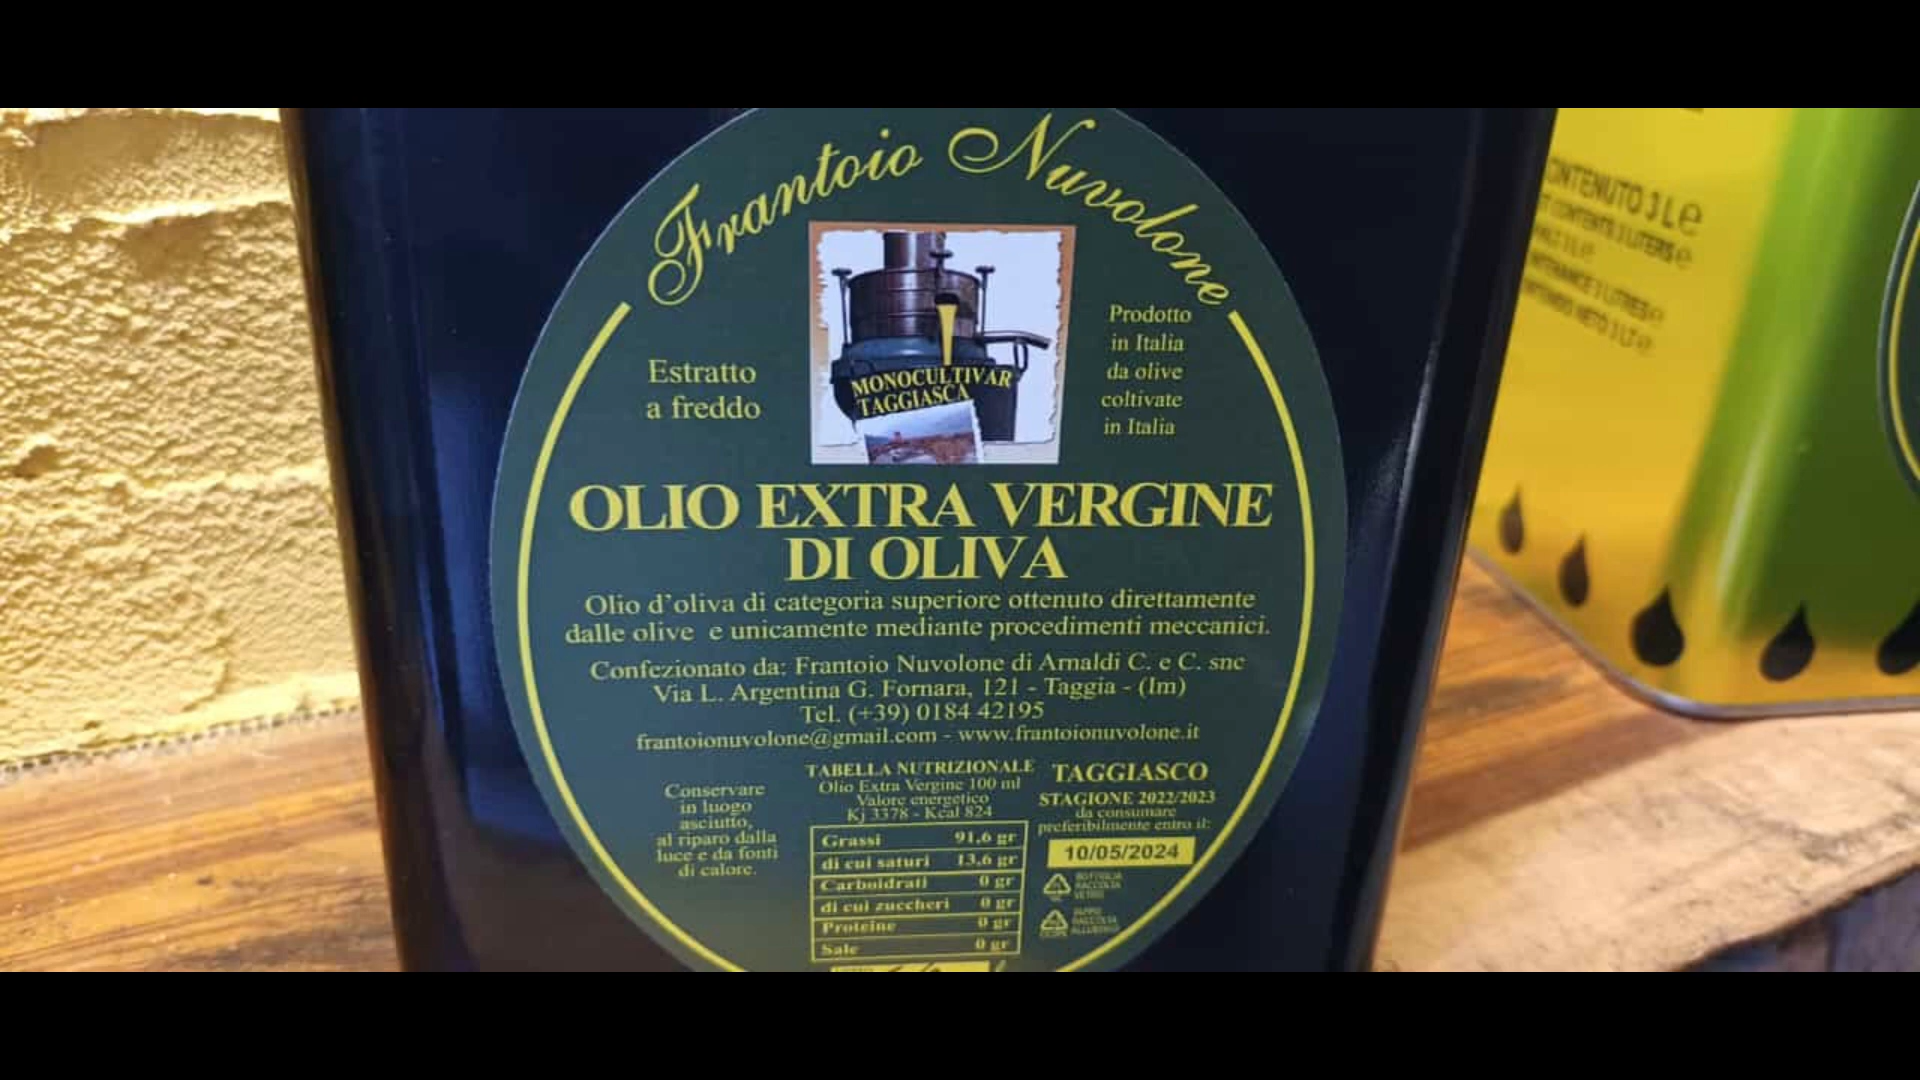 Frantoio Nuvolone
Estratto
a freddo
MONOCULTIVAR
TAGGIASCA
Prodotto
in Italia
da olive
coltivate
in Italia
OLIO EXTRA VERGINE
DI OLIVA
Olio d'oliva di categoria superiore ottenuto direttamente
dalle olive e unicamente mediante procedimenti meccanici.
Confezionato da: Frantoio Nuvolone di Arnaldi C. e C. snc
Via L. Argentina G. Fornara, 121 - Taggia - (Im)
Tel. (+39) 0184 42195
frantoionuvolone@gmail.com - www.frantoionuvolone.it
Conservare
in luogo
asciutto,
al riparo dalla
luce e da fonti
di calore.
TABELLA NUTRIZIONALE
Olio Extra Vergine 100 ml
Valore energetico
Kj 3378 - Kcal 824
Grassi 91,6 gr
di cui saturi 13,6 gr
Carboidrati 0 gr
di cui zuccheri 0 gr
Proteine 0 gr
Sale 0 gr
TAGGIASCO
STAGIONE 2022/2023
da consumare
preferibilmente entro il:
10/05/2024
BOTTIGLIA
RACCOLTA
VETRO
TAPPO
RACCOLTA
ALLUMINIO
CONTENUTO 3 L e